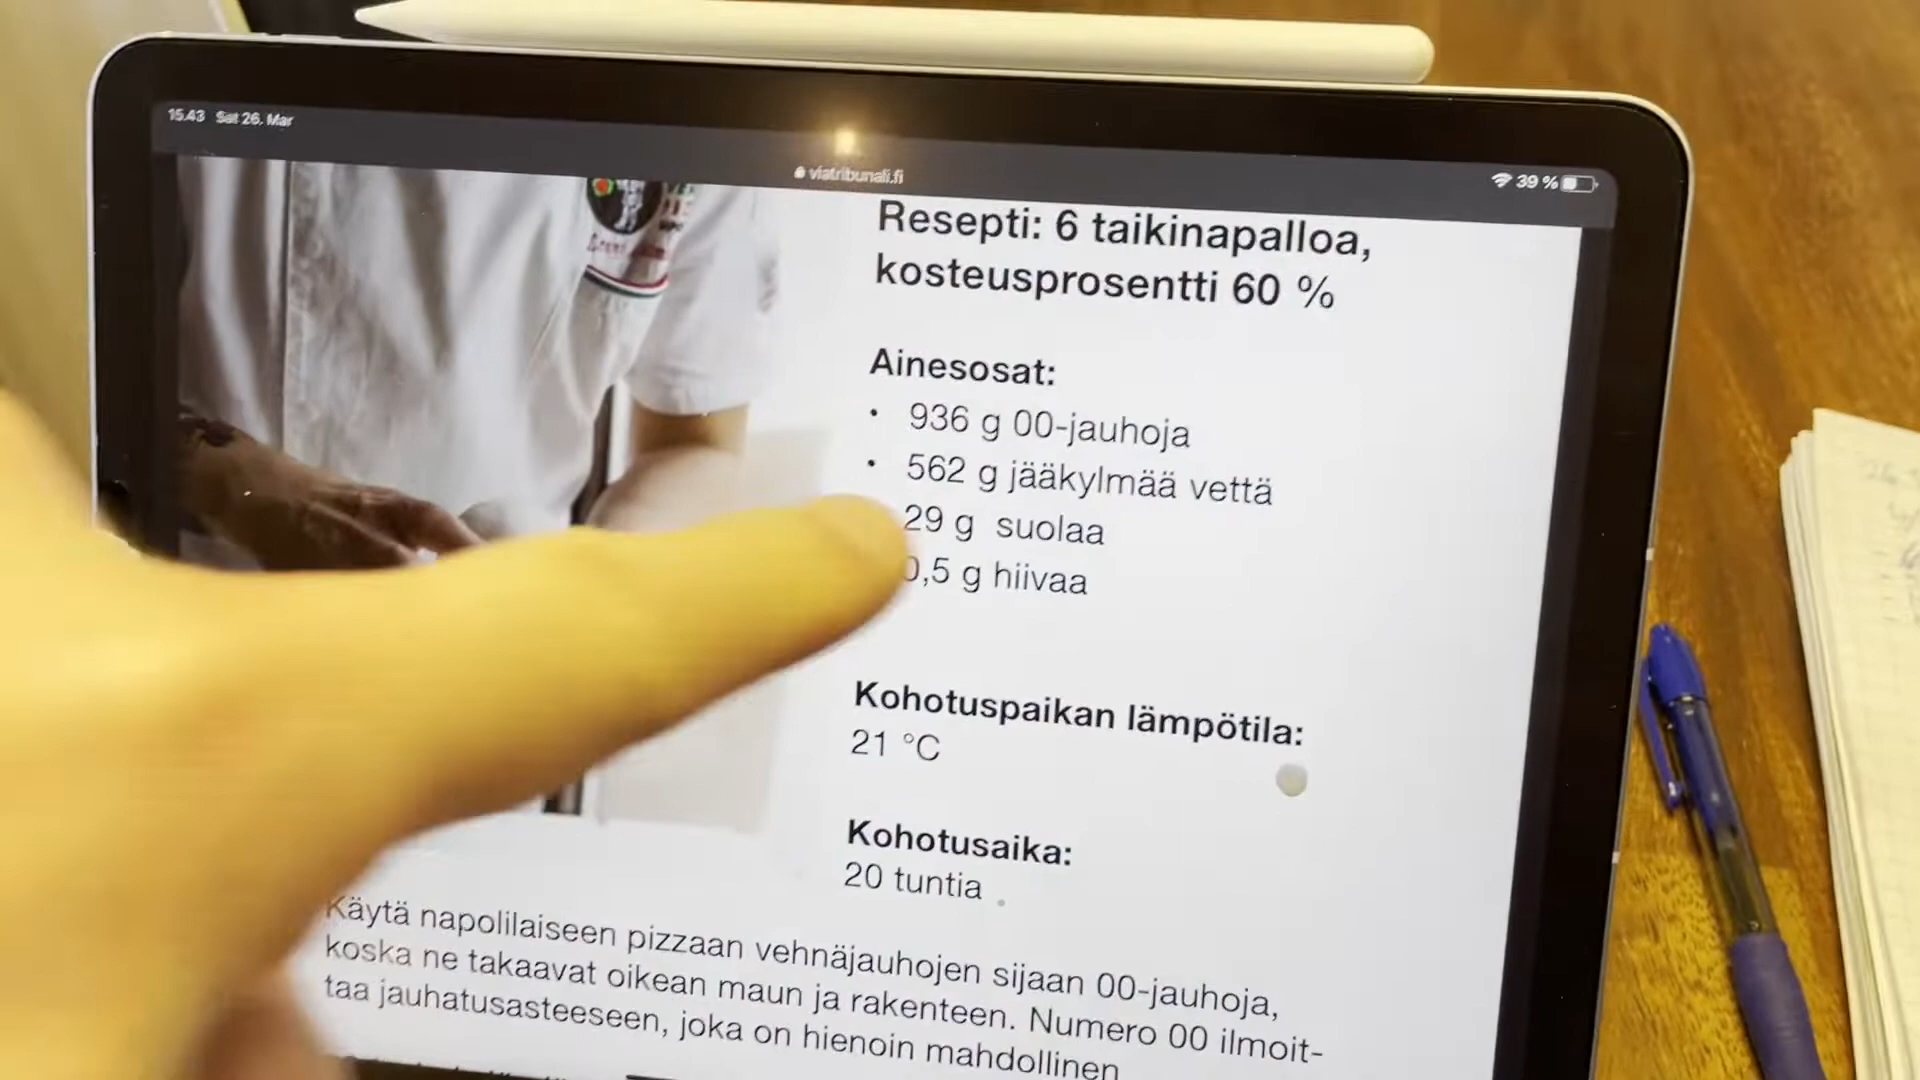 15.43 Sat 26. Mar
viatribunali.fi
39 %
Resepti: 6 taikinapalloa,
kosteusprosentti 60 %
Ainesosat:
• 936 g 00-jauhoja
• 562 g jääkylmää vettä
29 g suolaa
0,5 g hiivaa
Kohotuspaikan lämpötila:
21 °C
Kohotusaika:
20 tuntia
Käytä napolilaiseen pizzaan vehnäjauhojen sijaan 00-jauhoja,
koska ne takaavat oikean maun ja rakenteen. Numero 00 ilmoit-
taa jauhatusasteeseen, joka on hienoin mahdollinen